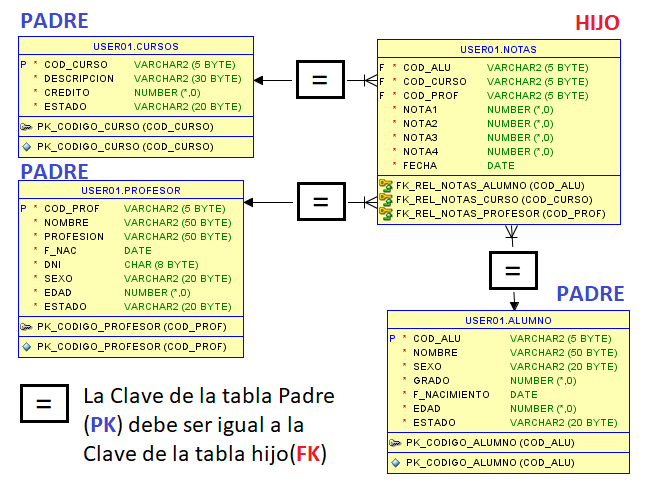 PADRE
USER01.CURSOS
P * COD_CURSO VARCHAR2 (5 BYTE)
* DESCRIPCION VARCHAR2 (30 BYTE)
* CREDITO NUMBER (*,0)
* ESTADO VARCHAR2 (20 BYTE)
PK_CODIGO_CURSO (COD_CURSO)
PK_CODIGO_CURSO (COD_CURSO)
=
HIJO
USER01.NOTAS
F * COD_ALU VARCHAR2 (5 BYTE)
F * COD_CURSO VARCHAR2 (5 BYTE)
F * COD_PROF VARCHAR2 (5 BYTE)
* NOTA1 NUMBER (*,0)
* NOTA2 NUMBER (*,0)
* NOTA3 NUMBER (*,0)
* NOTA4 NUMBER (*,0)
* FECHA DATE
FK_REL_NOTAS_ALUMNO (COD_ALU)
FK_REL_NOTAS_CURSO (COD_CURSO)
FK_REL_NOTAS_PROFESOR (COD_PROF)
PADRE
USER01.PROFESOR
P * COD_PROF VARCHAR2 (5 BYTE)
* NOMBRE VARCHAR2 (50 BYTE)
* PROFESION VARCHAR2 (50 BYTE)
* F_NAC DATE
* DNI CHAR (8 BYTE)
* SEXO VARCHAR2 (20 BYTE)
* EDAD NUMBER (*,0)
* ESTADO VARCHAR2 (20 BYTE)
PK_CODIGO_PROFESOR (COD_PROF)
PK_CODIGO_PROFESOR (COD_PROF)
=
=
PADRE
USER01.ALUMNO
P * COD_ALU VARCHAR2 (5 BYTE)
* NOMBRE VARCHAR2 (50 BYTE)
* SEXO VARCHAR2 (20 BYTE)
* GRADO NUMBER (*,0)
* F_NACIMIENTO DATE
* EDAD NUMBER (*,0)
* ESTADO VARCHAR2 (20 BYTE)
PK_CODIGO_ALUMNO (COD_ALU)
PK_CODIGO_ALUMNO (COD_ALU)
=
La Clave de la tabla Padre
(PK) debe ser igual a la
Clave de la tabla hijo(FK)